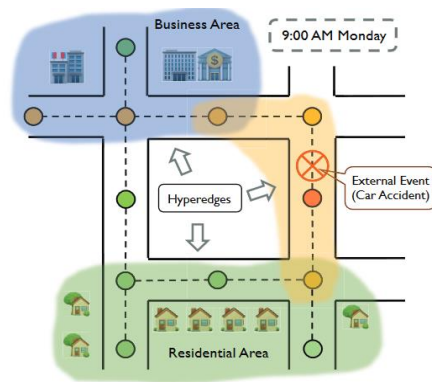 Business Area
9:00 AM Monday
$
Hyperedges
External Event
(Car Accident)
Residential Area